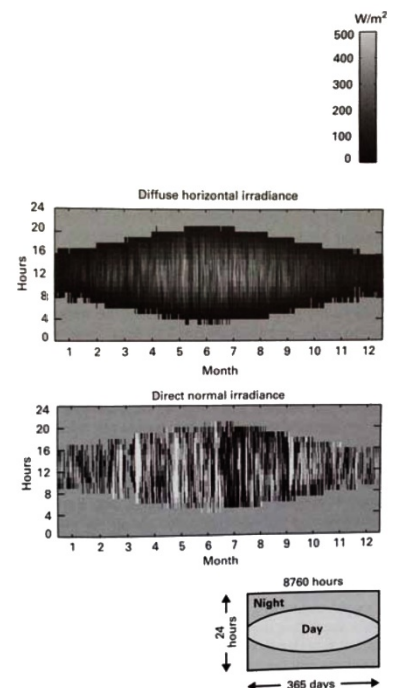 W/m²
500
400
300
200
100
0
Diffuse horizontal irradiance
24
20
16
12
8
4
0
Hours
1 2 3 4 5 6 7 8 9 10 11 12
Month
Direct normal irradiance
24
20
16
12
8
4
0
Hours
1 2 3 4 5 6 7 8 9 10 11 12
Month
8760 hours
Night
Day
24
hours
365 days